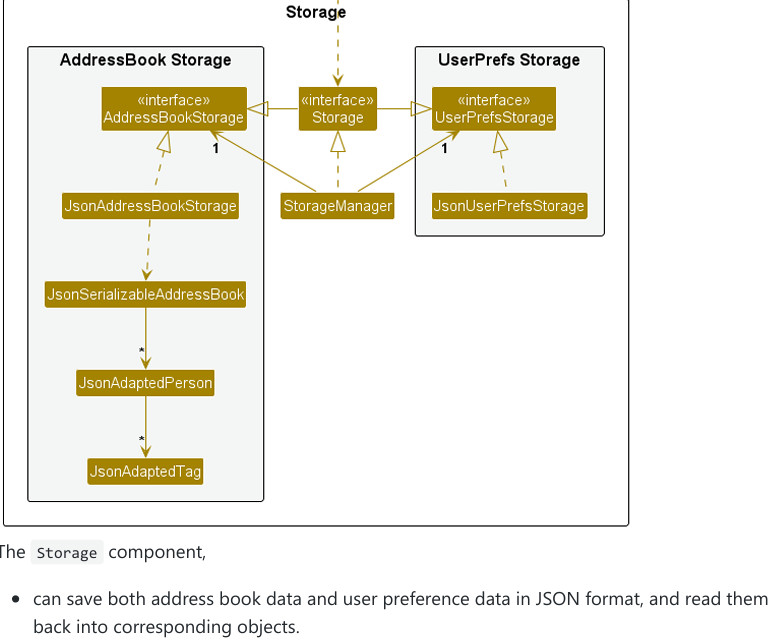 Storage
AddressBook Storage
UserPrefs Storage
«interface»
AddressBookStorage
«interface»
Storage
«interface»
UserPrefsStorage
1
1
JsonAddressBookStorage
StorageManager
JsonUserPrefsStorage
JsonSerializableAddressBook
*
JsonAdaptedPerson
*
JsonAdaptedTag
The Storage component,
• can save both address book data and user preference data in JSON format, and read them
back into corresponding objects.